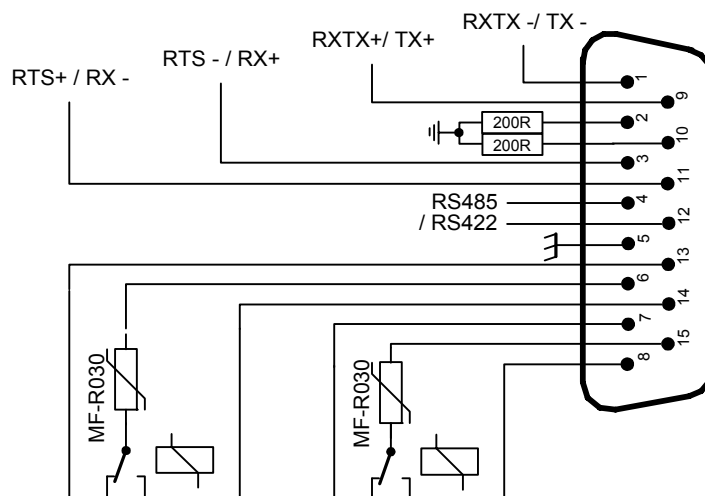 RXTX -/ TX -
RXTX+/ TX+
RTS - / RX+
RTS+ / RX -
1
9
200R
2
200R
10
3
11
RS485
4
/ RS422
12
5
13
6
14
7
15
8
MF-R030
MF-R030